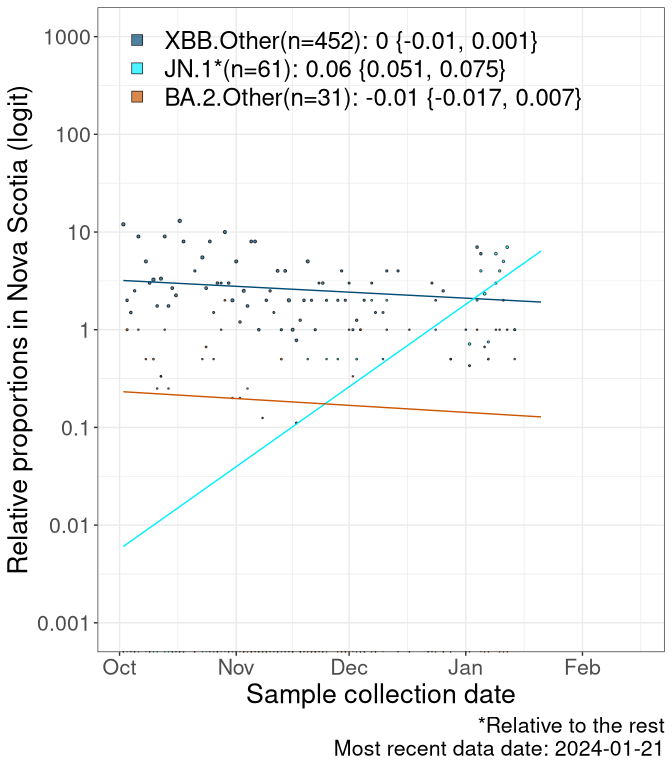 XBB.Other(n=452): 0 {-0.01, 0.001}
JN.1*(n=61): 0.06 {0.051, 0.075}
BA.2.Other(n=31): -0.01 {-0.017, 0.007}
Relative proportions in Nova Scotia (logit)
1000
100
10
1
0.1
0.01
0.001
Oct Nov Dec Jan Feb
Sample collection date
*Relative to the rest
Most recent data date: 2024-01-21